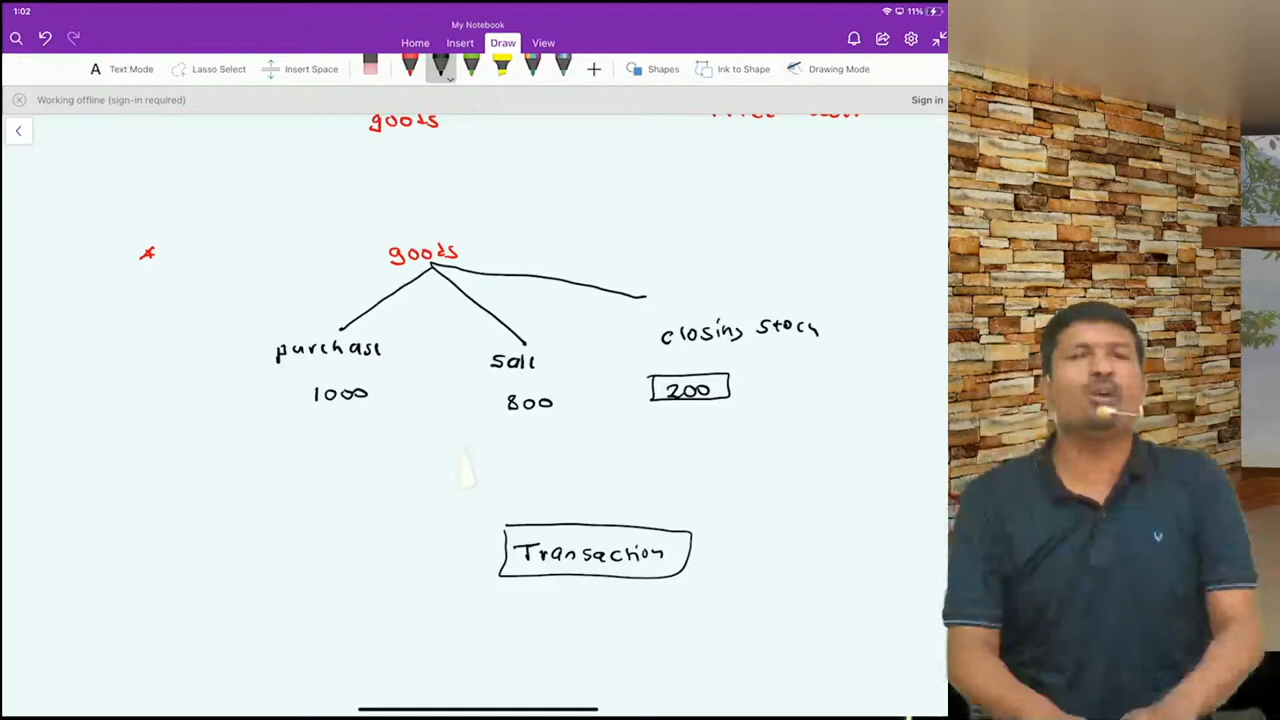 1:02
11%
My Notebook
Home Insert Draw View
A Text Mode Lasso Select Insert Space Shapes Ink to Shape Drawing Mode
Working offline (sign-in required) Sign in
goods
goods
purchase sale closing stock
1000 800 200
Transaction